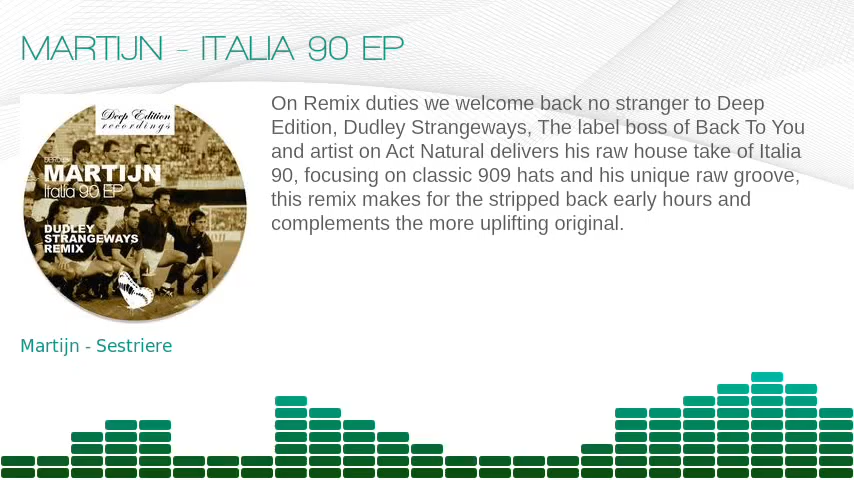 MARTIJN - ITALIA 90 EP
Deep Edition
recordings
MARTIJN
Italia 90 EP
DUDLEY
STRANGEWAYS
REMIX
On Remix duties we welcome back no stranger to Deep
Edition, Dudley Strangeways, The label boss of Back To You
and artist on Act Natural delivers his raw house take of Italia
90, focusing on classic 909 hats and his unique raw groove,
this remix makes for the stripped back early hours and
complements the more uplifting original.
Martijn - Sestriere